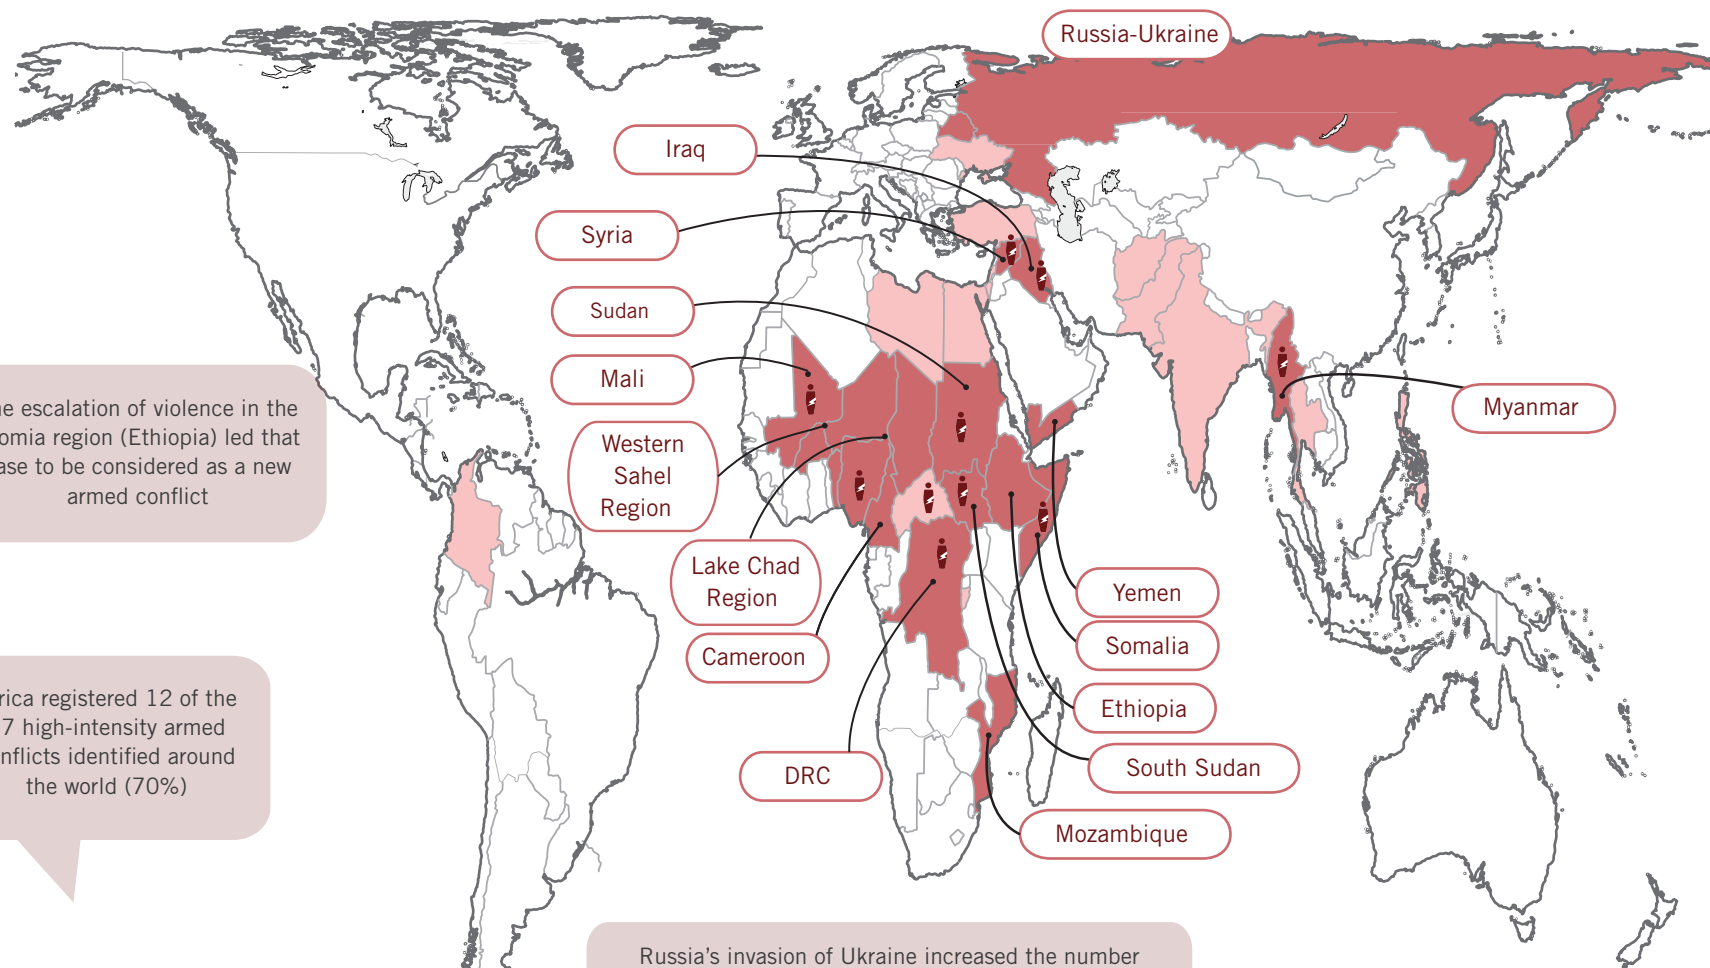 Russia-Ukraine
Iraq
Syria
Sudan
Mali
Western
Sahel
Region
Lake Chad
Region
Cameroon
DRC
Myanmar
Yemen
Somalia
Ethiopia
South Sudan
Mozambique
escalation of violence in the
region (Ethiopia) led that
to be considered as a new
armed conflict
registered 12 of the
7 high-intensity armed
identified around
the world (70%)
Russia’s invasion of Ukraine increased the number